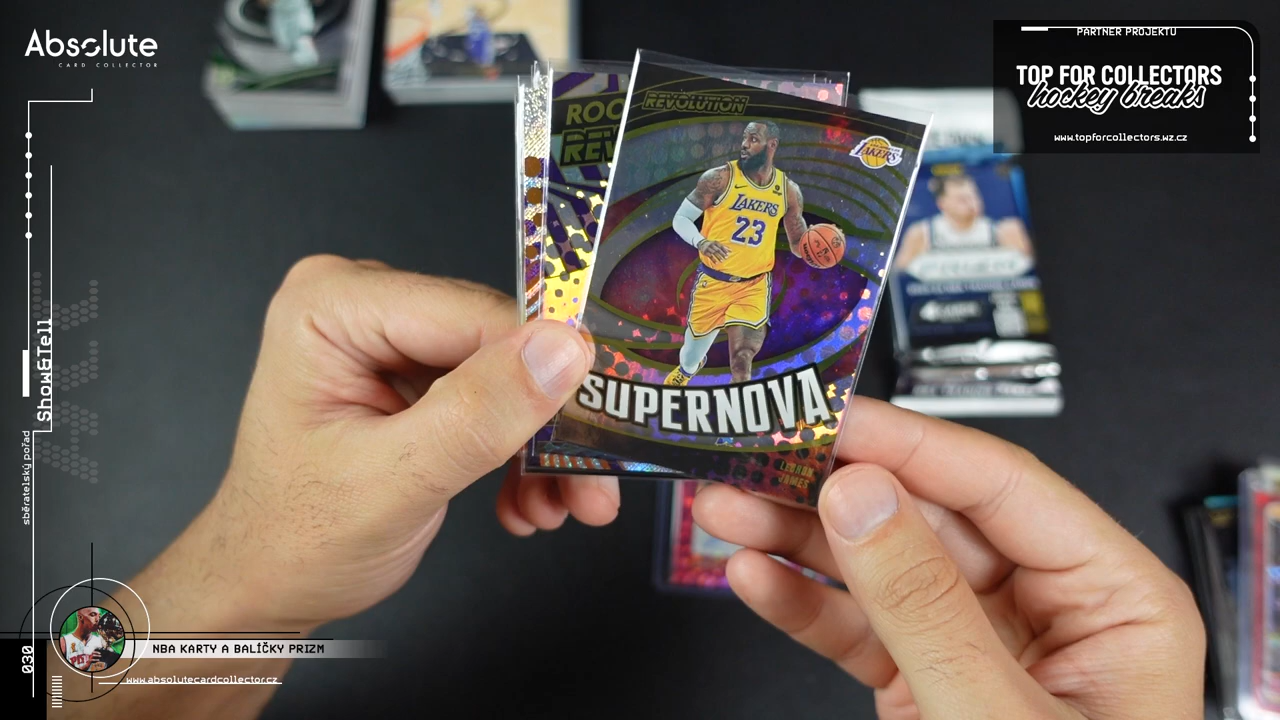 Absolute
CARD COLLECTOR
PARTNER PROJEKTU
TOP FOR COLLECTORS
hockey breaks
www.topforcollectors.wz.cz
REVOLUTION
LAKERS
ROO
REV
LAKERS
23
SUPERNOVA
LEBRON
JAMES
Show&Tell
sběratelský pořad
030
NBA KARTY A BALÍČKY PRIZM
www.absolutecardcollector.cz